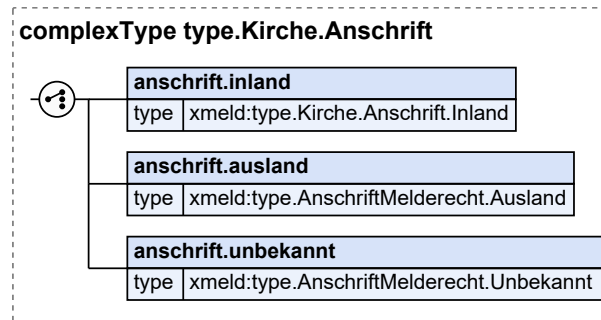 complexType type.Kirche.Anschrift
anschrift.inland
type xmeld:type.Kirche.Anschrift.Inland
anschrift.ausland
type xmeld:type.AnschriftMelderecht.Ausland
anschrift.unbekannt
type xmeld:type.AnschriftMelderecht.Unbekannt